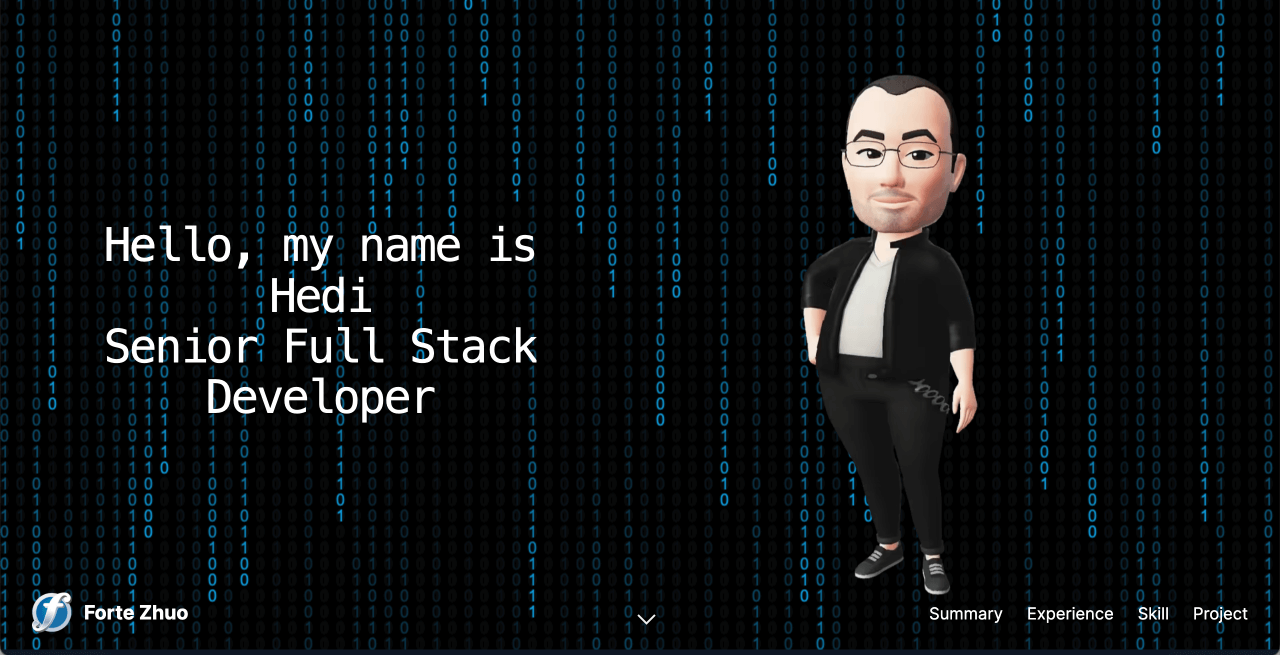 Hello, my name is
Hedi
Senior Full Stack
Developer
Forte Zhuo
Summary Experience Skill Project